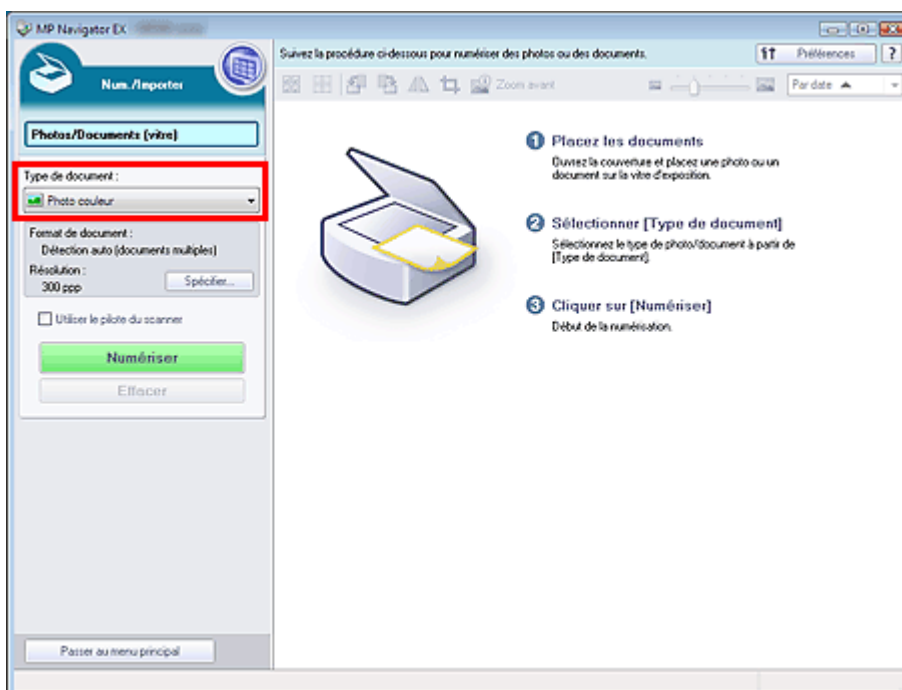 MP Navigator EX
Num./Importer
Photos/Documents (vitre)
Type de document :
Photo couleur
Format de document :
Détection auto (documents multiples)
Résolution :
300 ppp
Spécifier...
Utiliser le pilote du scanner
Numériser
Effacer
Passer au menu principal
Suivez la procédure ci-dessous pour numériser des photos ou des documents.
Préférences
?
Zoom avant
Par date
1 Placez les documents
Ouvrez la couverture et placez une photo ou un
document sur la vitre d'exposition.
2 Sélectionner [Type de document]
Sélectionnez le type de photo/document à partir de
[Type de document].
3 Cliquer sur [Numériser]
Début de la numérisation.